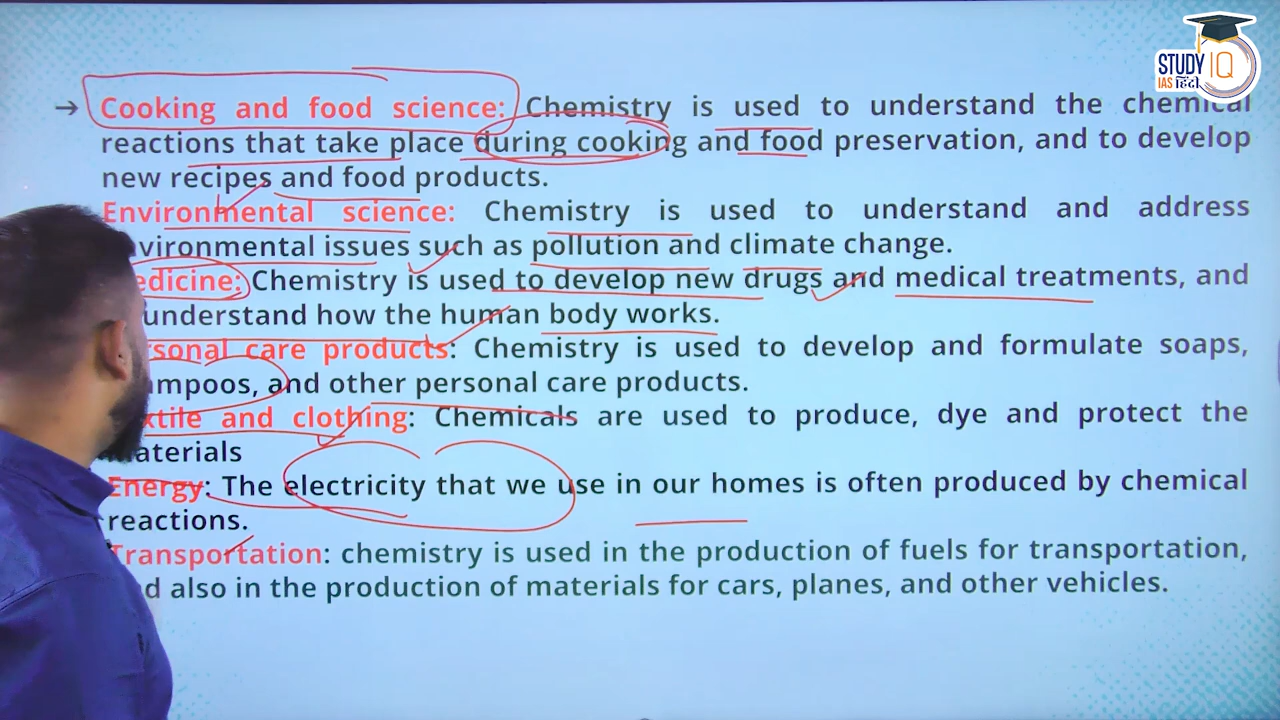 STUDY IQ
IAS हिंदी
→ Cooking and food science: Chemistry is used to understand the chemical
reactions that take place during cooking and food preservation, and to develop
new recipes and food products.
Environmental science: Chemistry is used to understand and address
vironmental issues such as pollution and climate change.
edicine: Chemistry is used to develop new drugs and medical treatments, and
understand how the human body works.
rsonal care products: Chemistry is used to develop and formulate soaps,
ampoos, and other personal care products.
xtile and clothing: Chemicals are used to produce, dye and protect the
aterials
Energy: The electricity that we use in our homes is often produced by chemical
reactions.
Transportation: chemistry is used in the production of fuels for transportation,
d also in the production of materials for cars, planes, and other vehicles.